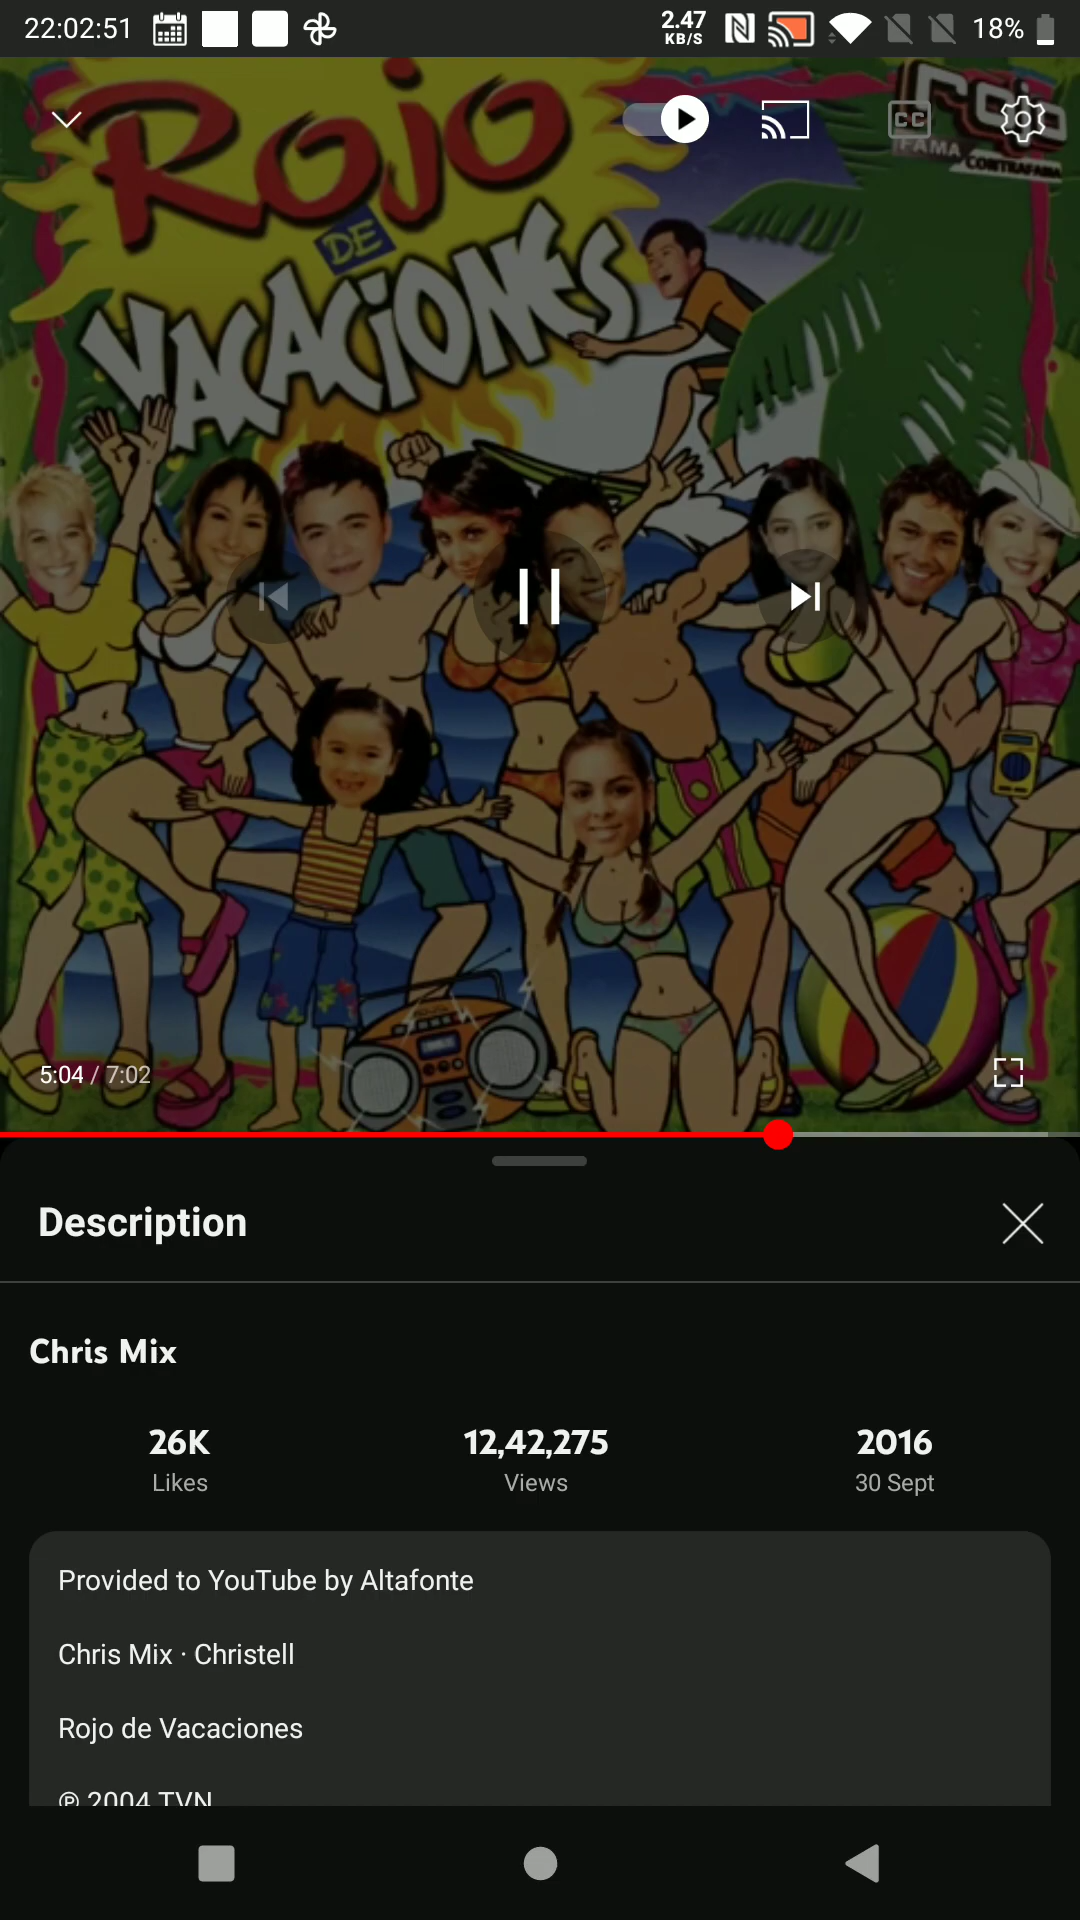 22:02:51
2.47
KB/S
18%
Rojo
DE
VACACIONES
rojo
FAMA
CONTRAFAMA
CC
5:04 / 7:02
Description
Chris Mix
26K
Likes
12,42,275
Views
2016
30 Sept
Provided to YouTube by Altafonte
Chris Mix · Christell
Rojo de Vacaciones
℗ 2004 TVN